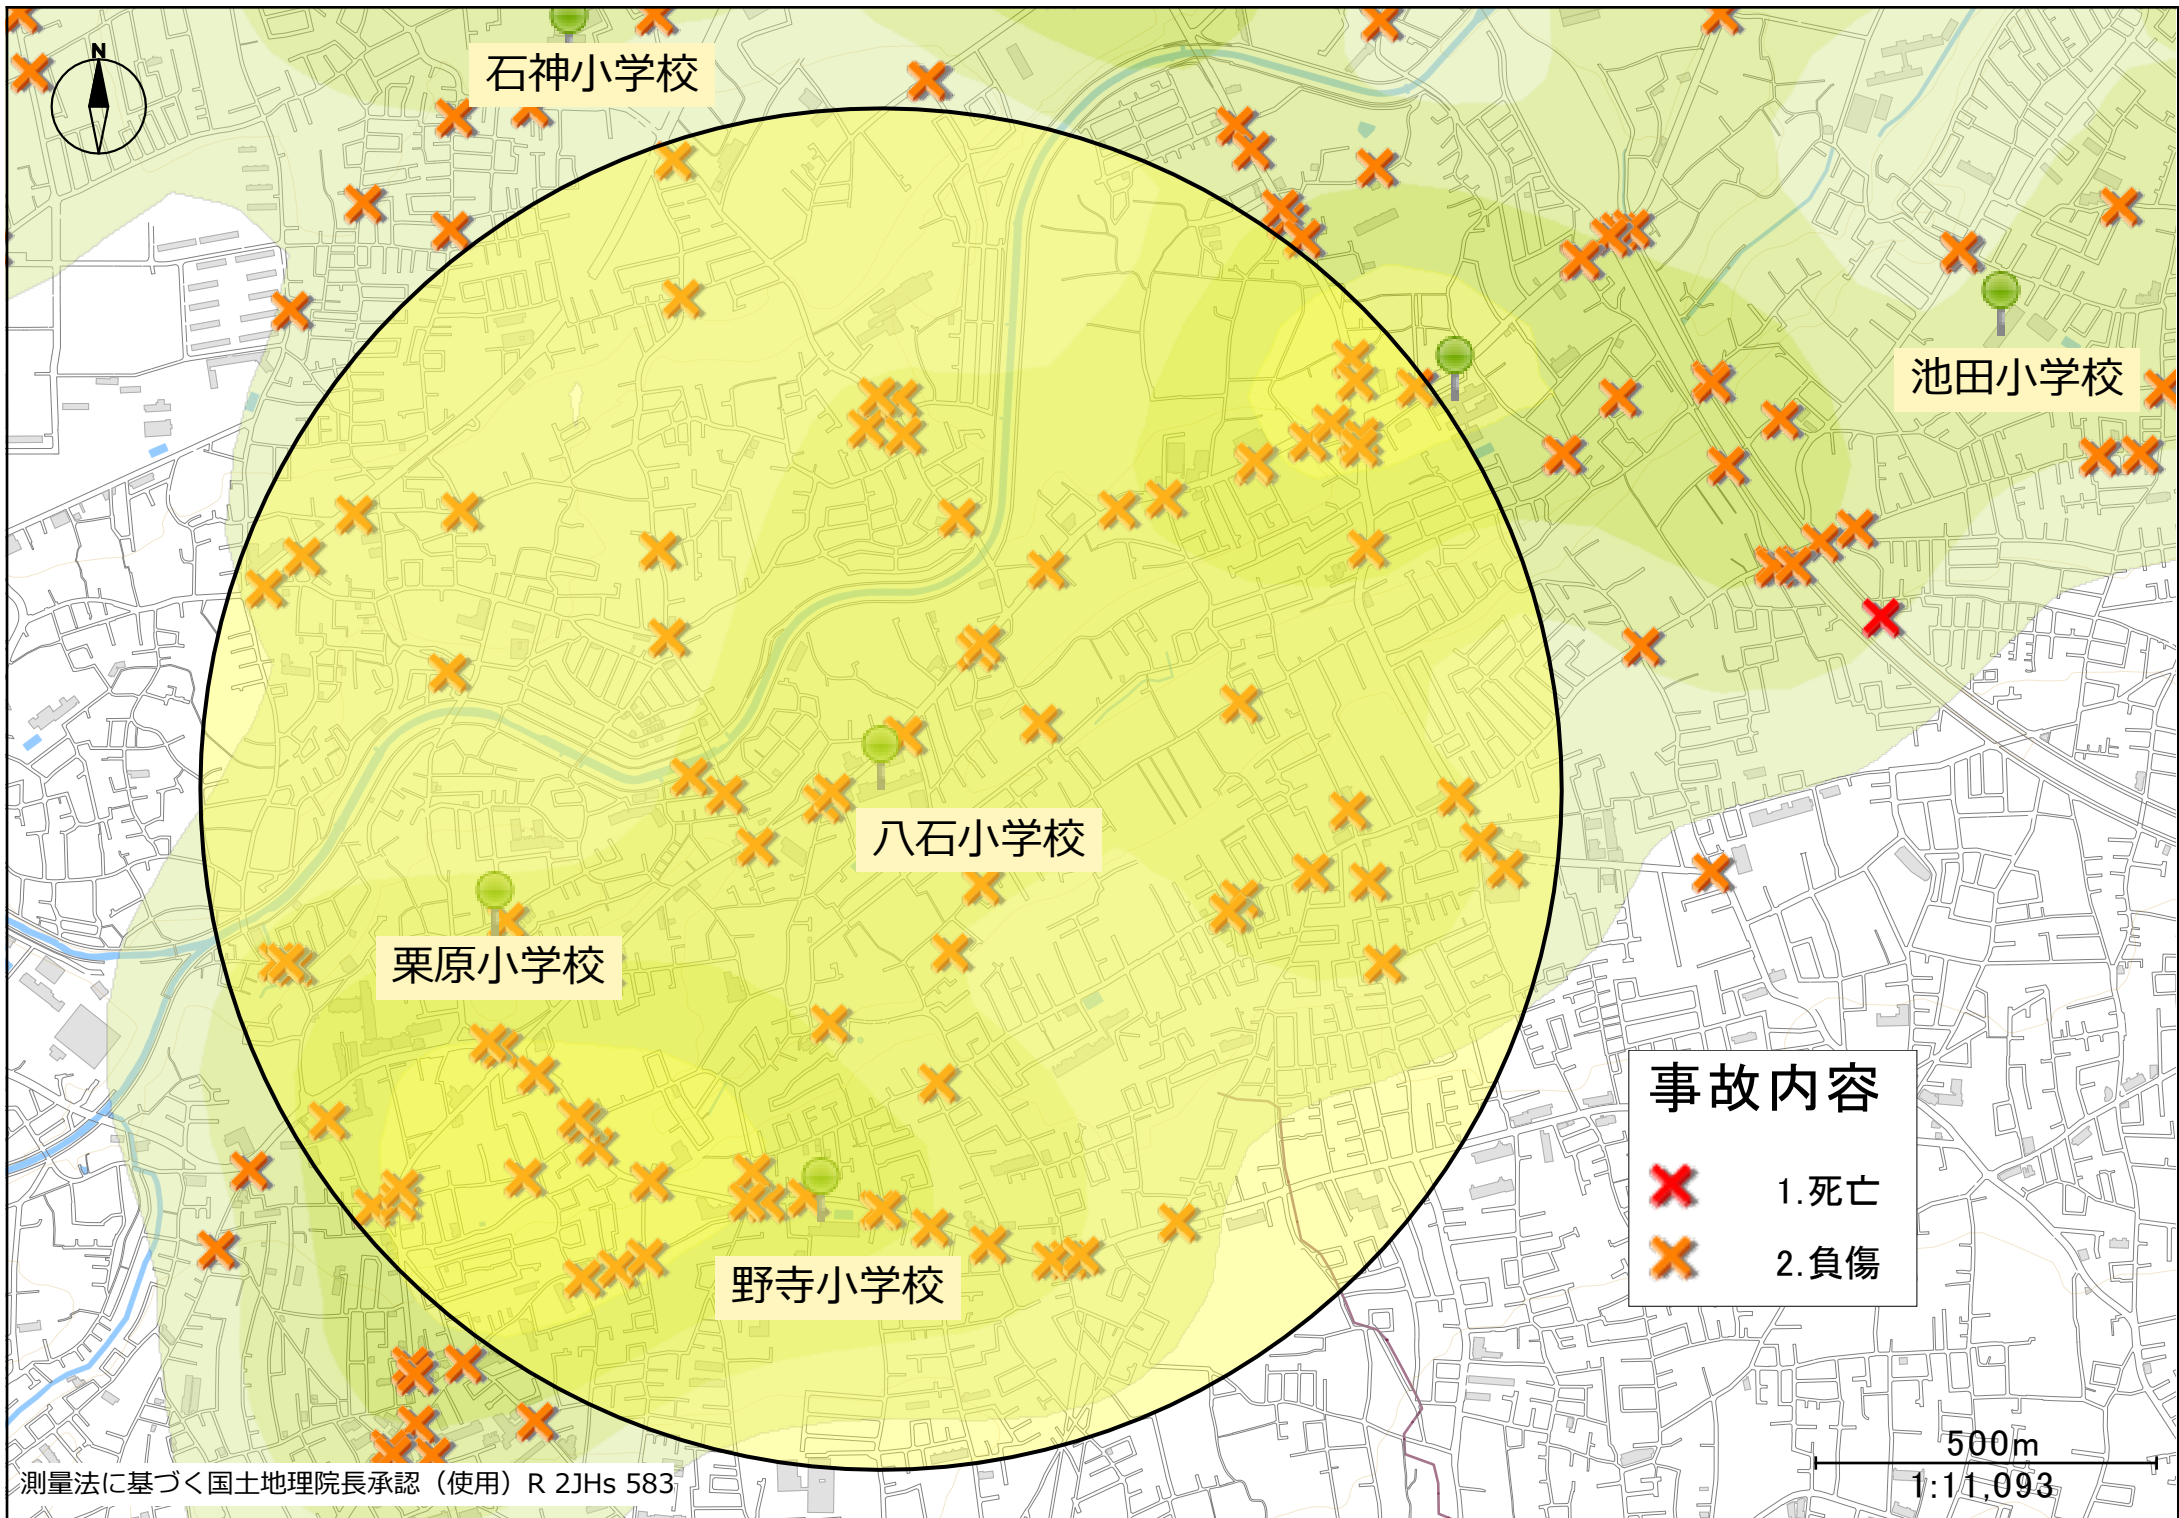 N
石神小学校
池田小学校
八石小学校
栗原小学校
野寺小学校
事故内容
1.死亡
2.負傷
500m
1:11,093
測量法に基づく国土地理院長承認（使用）R 2JHs 583